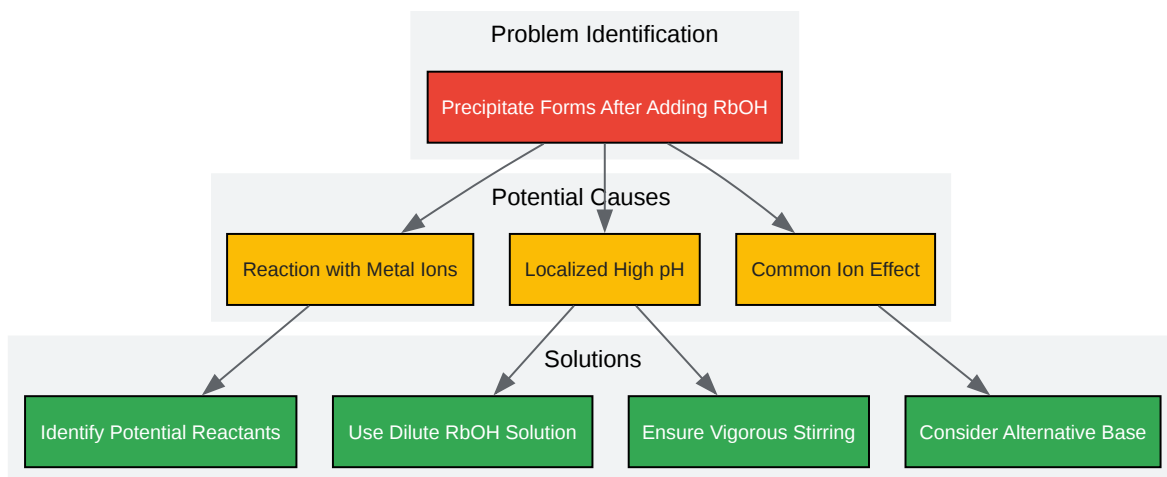 Problem Identification
Precipitate Forms After Adding RbOH
Potential Causes
Reaction with Metal Ions
Localized High pH
Common Ion Effect
Solutions
Identify Potential Reactants
Use Dilute RbOH Solution
Ensure Vigorous Stirring
Consider Alternative Base